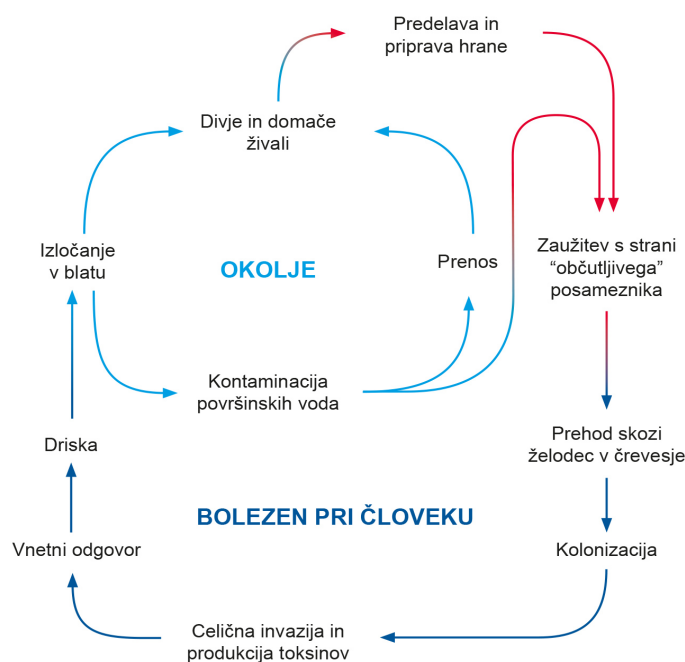 Predelava in
priprava hrane
Divje in domače
živali
Izločanje
v blatu
OKOLJE
Prenos
Zaužitev s strani
“občutljivega”
posameznika
Kontaminacija
površinskih voda
Driska
Prehod skozi
želodec v črevesje
BOLEZEN PRI ČLOVEKU
Vnetni odgovor
Kolonizacija
Celična invazija in
produkcija toksinov